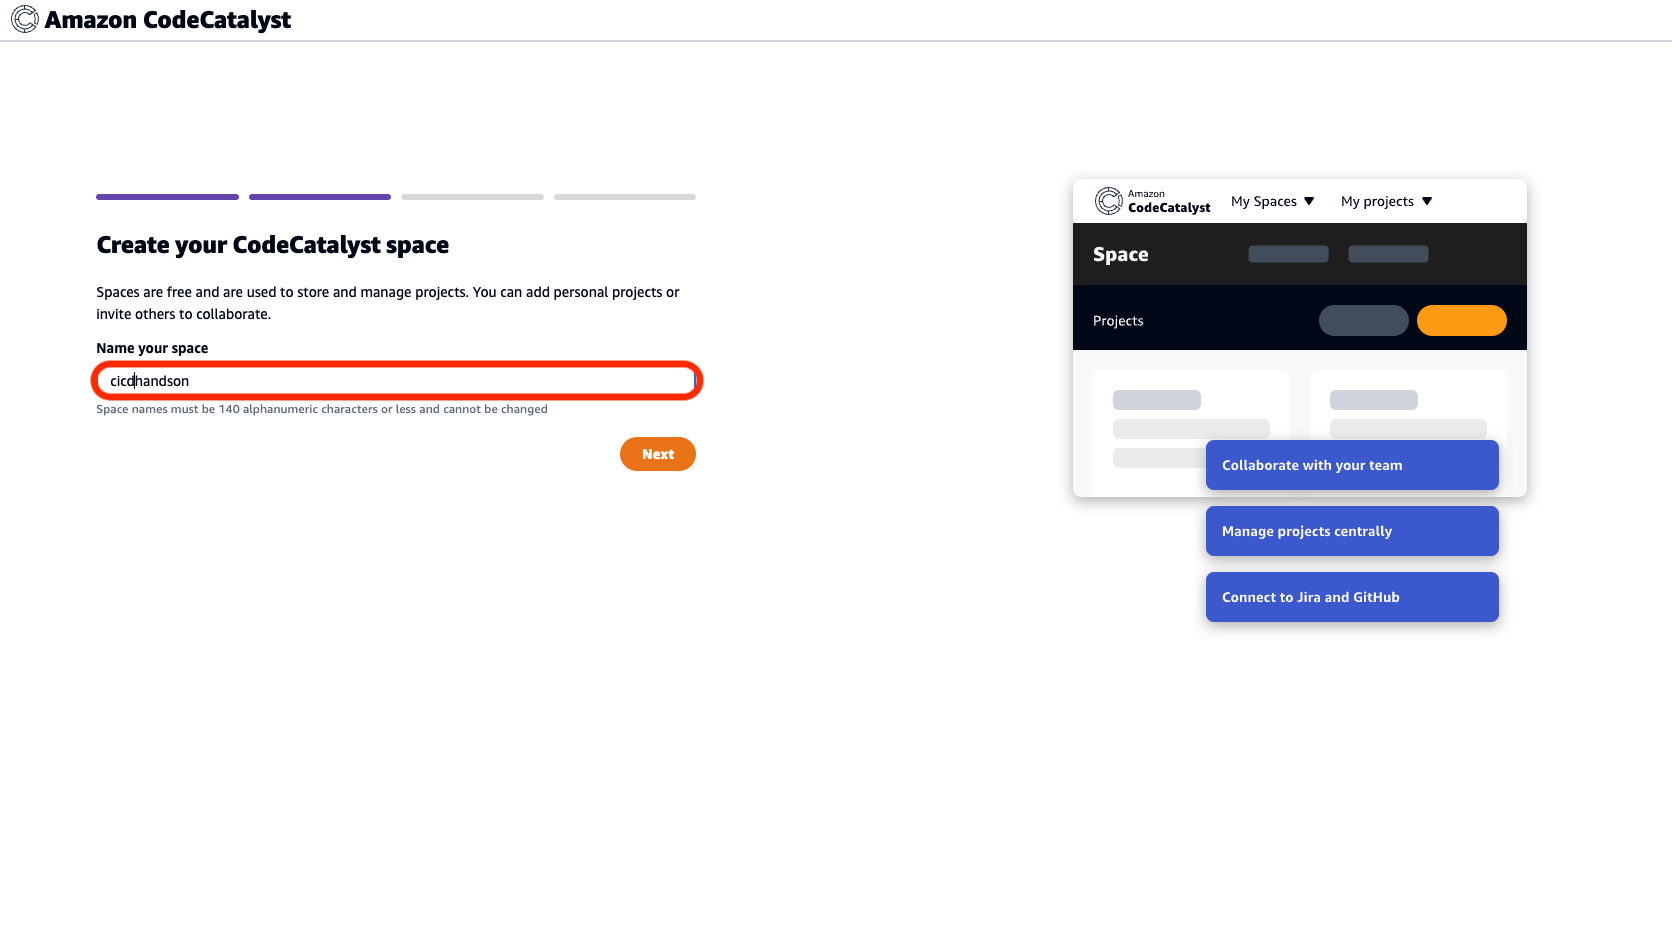 Amazon CodeCatalyst
Create your CodeCatalyst space
Spaces are free and are used to store and manage projects. You can add personal projects or
invite others to collaborate.
Name your space
cicdhandson
Space names must be 140 alphanumeric characters or less and cannot be changed
Next
Amazon
CodeCatalyst
My Spaces ▼ My projects ▼
Space
Projects
Collaborate with your team
Manage projects centrally
Connect to Jira and GitHub